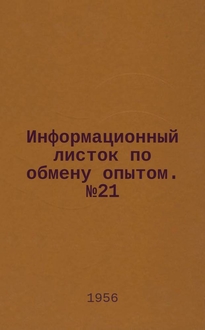 Информационный
листок по
обмену опытом.
№21
1956